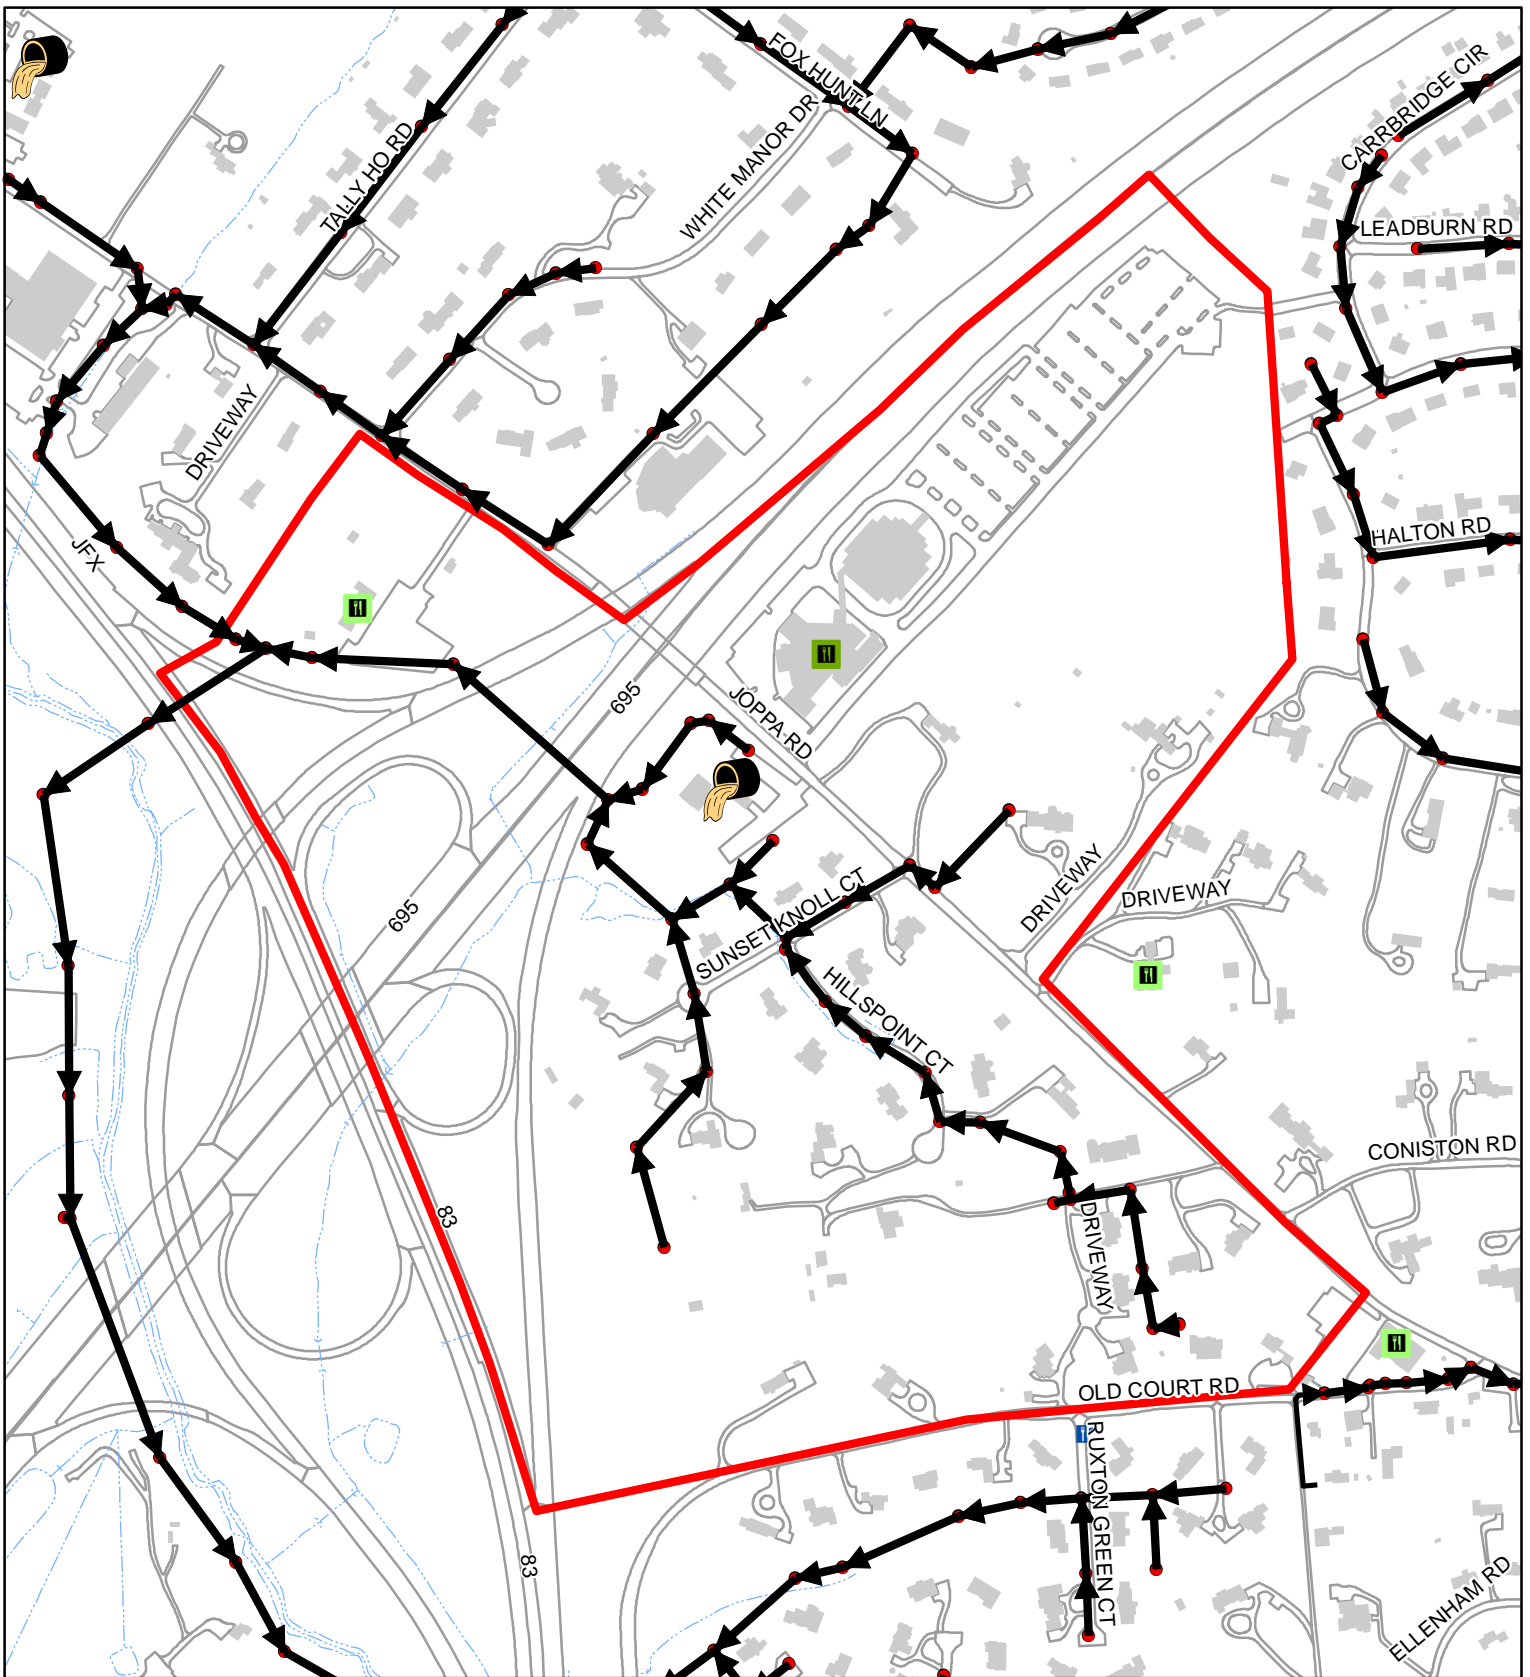 FOX HUNT LN
CARRBRIDGE CIR
WHITE MANOR DR
TALLY HO RD
LEADBURN RD
DRIVEWAY
HALTON RD
JFX
695
JOPPA RD
DRIVEWAY
DRIVEWAY
695
SUNSET KNOLL CT
HILLSPOINT CT
CONISTON RD
83
DRIVEWAY
OLD COURT RD
RUXTON GREEN CT
83
ELLENHAM RD